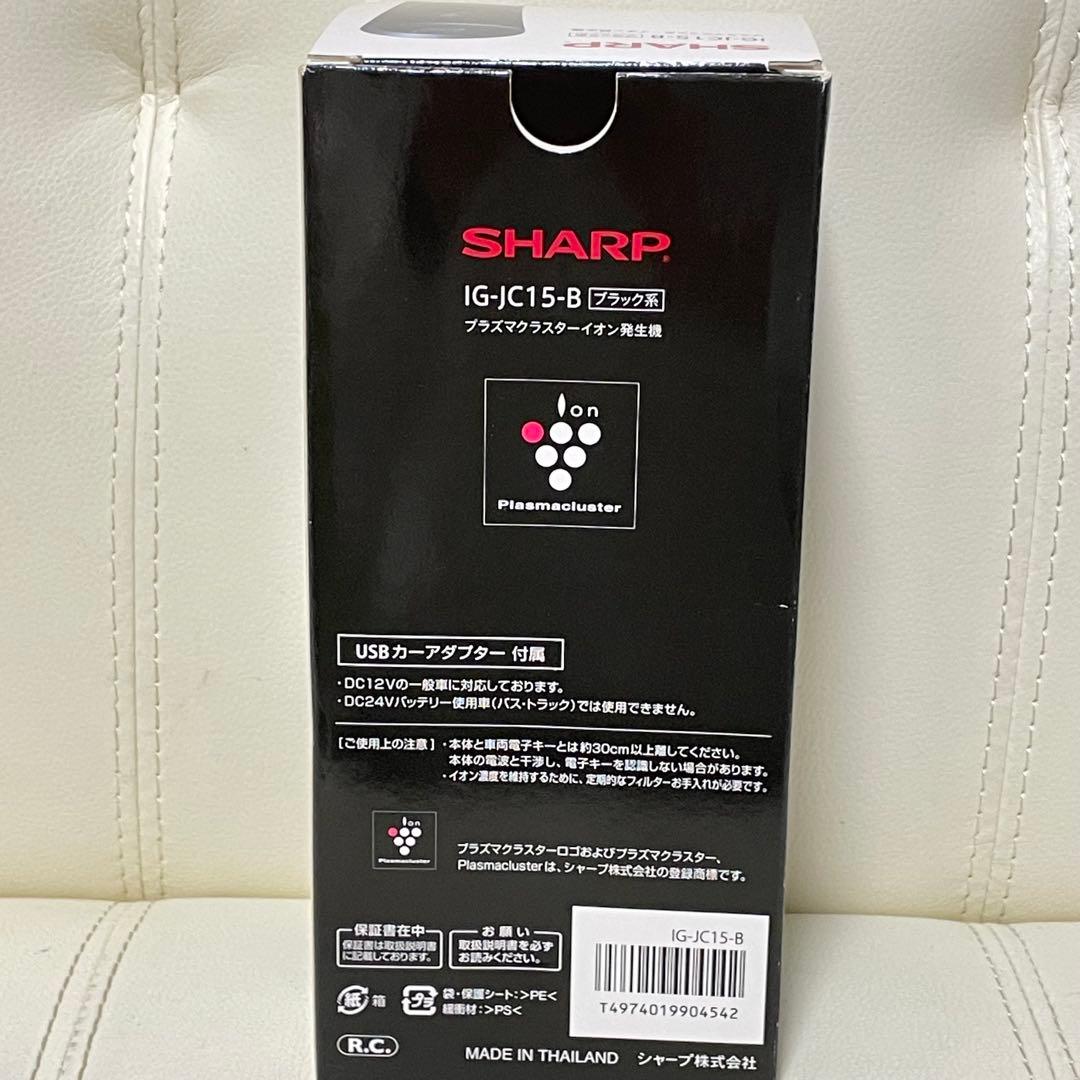 SHARP
IG-JC15-B ブラック系
SHARP
IG-JC15-B ブラック系
プラズマクラスターイオン発生機
Ion
Plasmacluster
USBカーアダプター 付属
・DC12Vの一般車に対応しております。
・DC24Vバッテリー使用車(バス・トラック)では使用できません。
[ご使用上の注意]・本体と車両電子キーとは約30cm以上離してください。
本体の電波と干渉し、電子キーを認識しない場合があります。
・イオン濃度を維持するために、定期的なフィルターお手入れが必要です。
Ion
Plasmacluster
プラズマクラスターロゴおよびプラズマクラスター、
Plasmaclusterは、シャープ株式会社の登録商標です。
保証書在中
保証書は取扱説明書
に記載しております。
お願い
取扱説明書を必ず
お読みください。
IG-JC15-B
T4974019904542
紙 箱
プラ 袋・保護シート:>PE<
緩衝材:>PS<
R.C.
MADE IN THAILAND シャープ株式会社